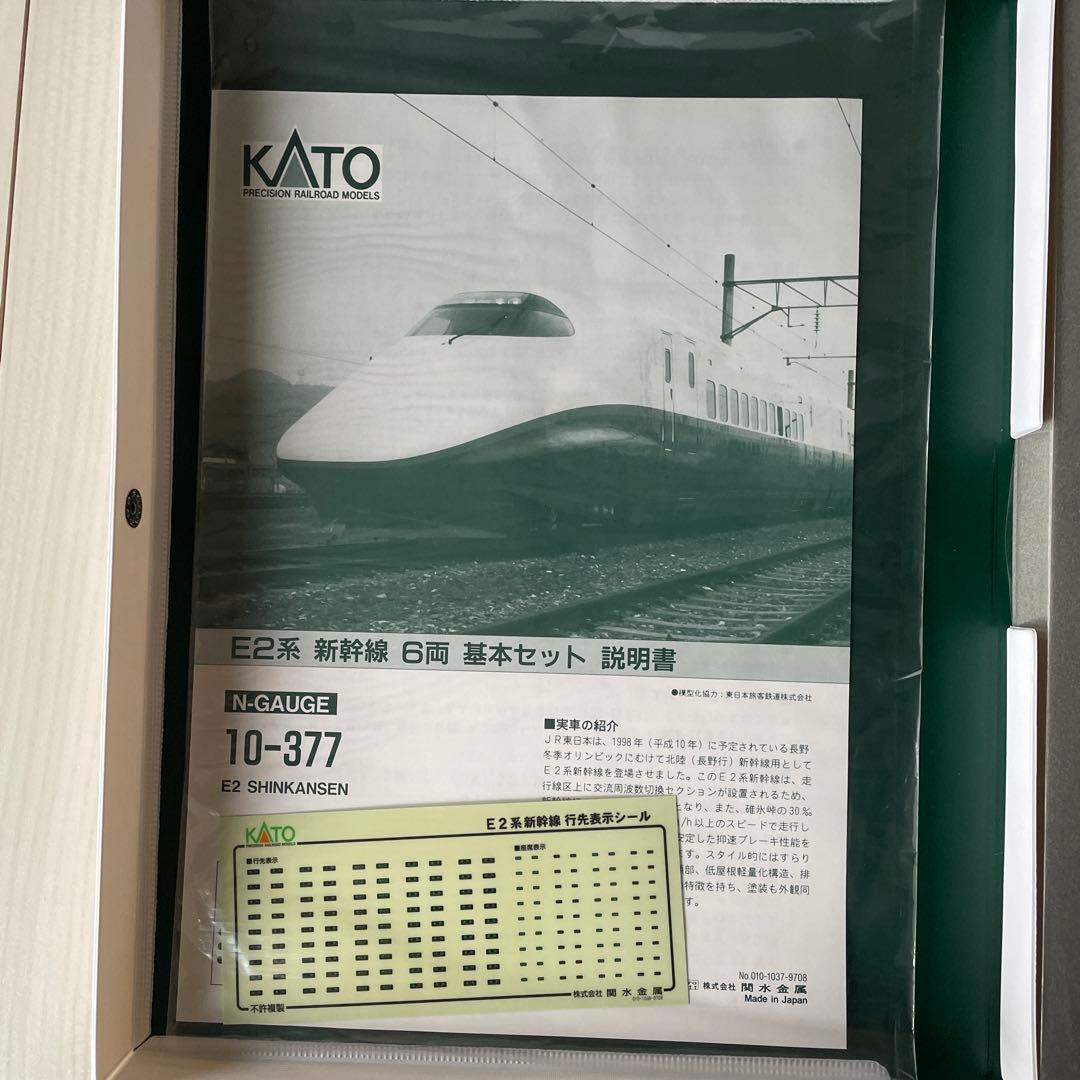 KATO
PRECISION RAILROAD MODELS
E2系 新幹線 6両 基本セット 説明書
●模型化協力：東日本旅客鉄道株式会社
N-GAUGE
10-377
E2 SHINKANSEN
■実車の紹介
JR東日本は、1998年（平成10年）に予定されている長野
冬季オリンピックにむけて北陸（長野行）新幹線用として
E2系新幹線を登場させました。このE2系新幹線は、走
行線区上に交流周波数切換セクションが設置されるため、
となり、また、碓氷峠の30‰
/h以上のスピードで走行し
安定した抑速ブレーキ性能を
ます。スタイル的にはすらり
頭部、低屋根軽量化構造、排
特徴を持ち、塗装も外観同
す。
No.010-1037-9708
株式会社 関水金属
Made in Japan
KATO
PRECISION RAILROAD MODELS
E2系新幹線 行先表示シール
■行先表示
■座席表示
不許複製
株式会社 関水金属
010-1038-9708